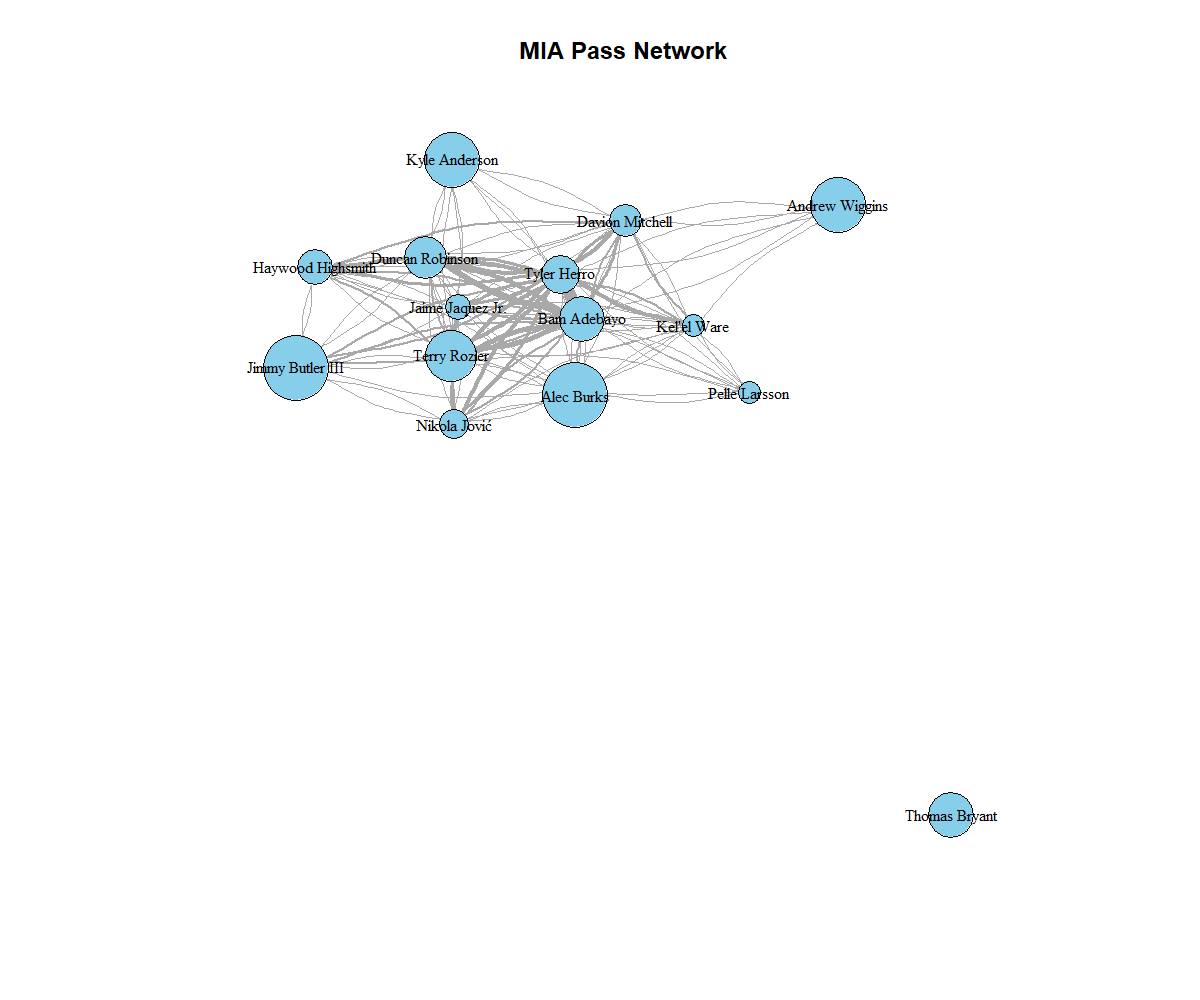 MIA Pass Network
Kyle Anderson
Andrew Wiggins
Davion Mitchell
Duncan Robinson
Haywood Highsmith
Tyler Herro
Jaime Jaquez Jr.
Bam Adebayo
Kel'el Ware
Terry Rozier
Jimmy Butler III
Pelle Larsson
Alec Burks
Nikola Jović
Thomas Bryant